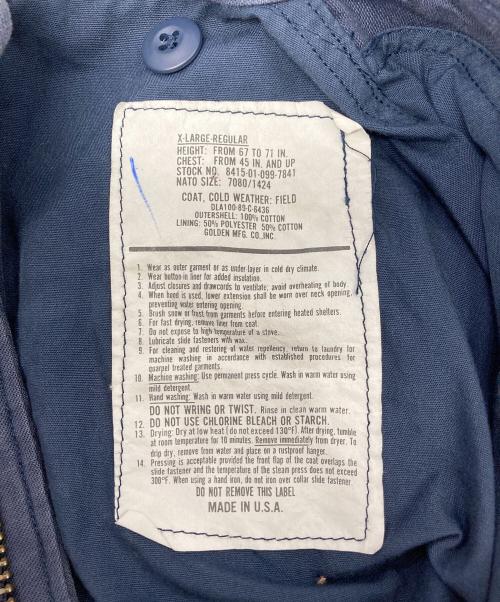 X-LARGE-REGULAR
HEIGHT: FROM 67 TO 71 IN.
CHEST: FROM 45 IN. AND UP
STOCK NO. 8415-01-099-7841
NATO SIZE: 7080/1424
COAT, COLD WEATHER: FIELD
DLA100-89-C-6436
OUTERSHELL: 100% COTTON
LINING: 50% POLYESTER 50% COTTON
GOLDEN MFG. CO., INC.
1. Wear as outer garment or as under-layer in cold dry climate.
2. Wear button-in liner for added insulation.
3. Adjust closures and drawcords to ventilate; avoid overheating of body.
4. When hood is used, lower extension shall be worn over neck opening,
preventing water entering opening.
5. Brush snow or frost from garments before entering heated shelters.
6. For fast drying, remove liner from coat.
7. Do not expose to high temperature of a stove.
8. Lubricate slide fasteners with wax.
9. For cleaning and restoring of water repellency, return to laundry for
machine washing in accordance with established procedures for
quarpel treated garments.
10. Machine washing: Use permanent press cycle. Wash in warm water using
mild detergent.
11. Hand washing: Wash in warm water using mild detergent.
DO NOT WRING OR TWIST. Rinse in clean warm water.
12. DO NOT USE CHLORINE BLEACH OR STARCH.
13. Drying: Dry at low heat (do not exceed 130°F). After drying, tumble
at room temperature for 10 minutes. Remove immediately from dryer. To
drip dry, remove from water and place on a rustproof hanger.
14. Pressing is acceptable provided the front flap of the coat overlaps the
slide fastener and the temperature of the steam press does not exceed
300°F. When using a hand iron, do not iron over collar slide fastener.
DO NOT REMOVE THIS LABEL
MADE IN U.S.A.